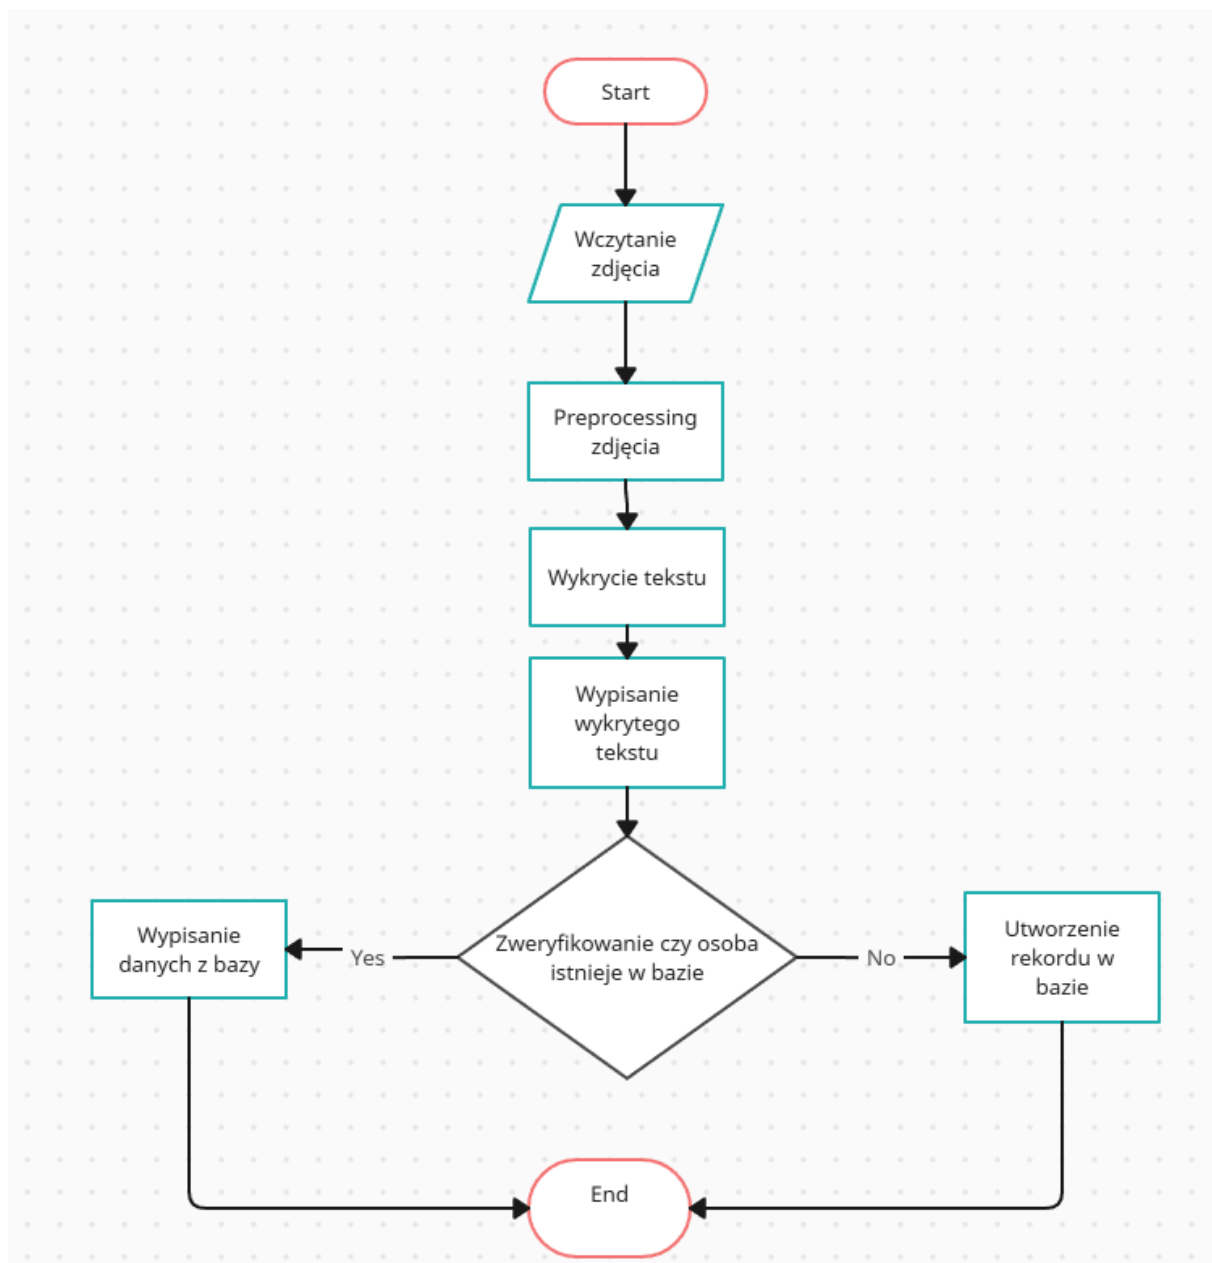 Start
Wczytanie
zdjęcia
Preprocessing
zdjęcia
Wykrycie tekstu
Wypisanie
wykrytego
tekstu
Zweryfikowanie czy osoba
istnieje w bazie
Yes
Wypisanie
danych z bazy
No
Utworzenie
rekordu w
bazie
End